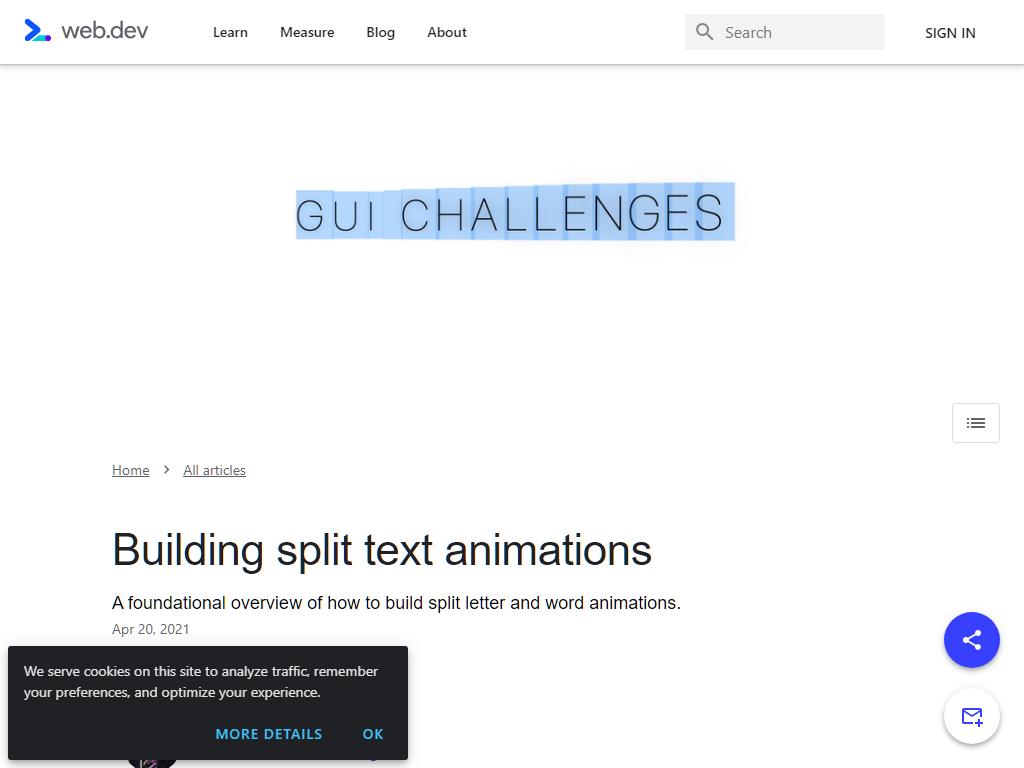 web.dev
Learn Measure Blog About
Search
SIGN IN
GUI CHALLENGES
Home All articles
Building split text animations
A foundational overview of how to build split letter and word animations.
Apr 20, 2021
We serve cookies on this site to analyze traffic, remember
your preferences, and optimize your experience.
MORE DETAILS OK